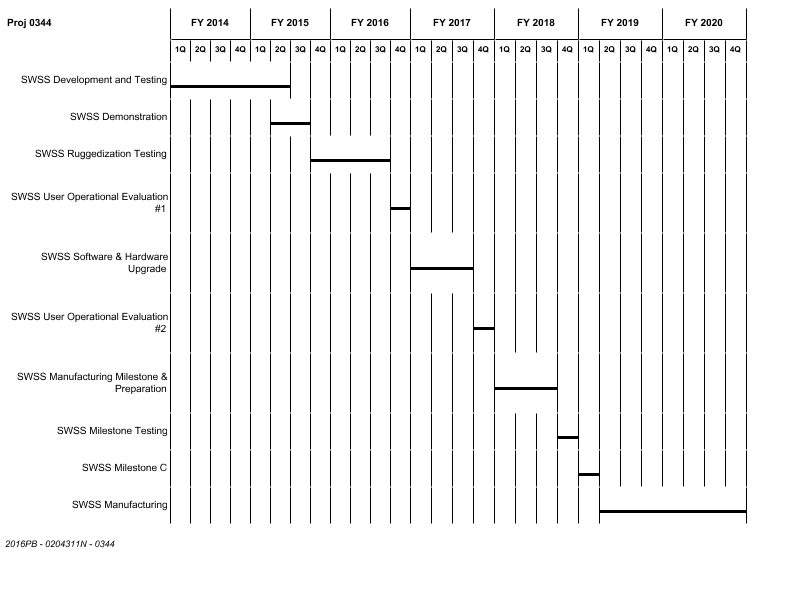 Proj 0344
FY 2014 FY 2015 FY 2016 FY 2017 FY 2018 FY 2019 FY 2020
1Q 2Q 3Q 4Q 1Q 2Q 3Q 4Q 1Q 2Q 3Q 4Q 1Q 2Q 3Q 4Q 1Q 2Q 3Q 4Q 1Q 2Q 3Q 4Q 1Q 2Q 3Q 4Q
SWSS Development and Testing
SWSS Demonstration
SWSS Ruggedization Testing
SWSS User Operational Evaluation
#1
SWSS Software & Hardware
Upgrade
SWSS User Operational Evaluation
#2
SWSS Manufacturing Milestone &
Preparation
SWSS Milestone Testing
SWSS Milestone C
SWSS Manufacturing
2016PB - 0204311N - 0344